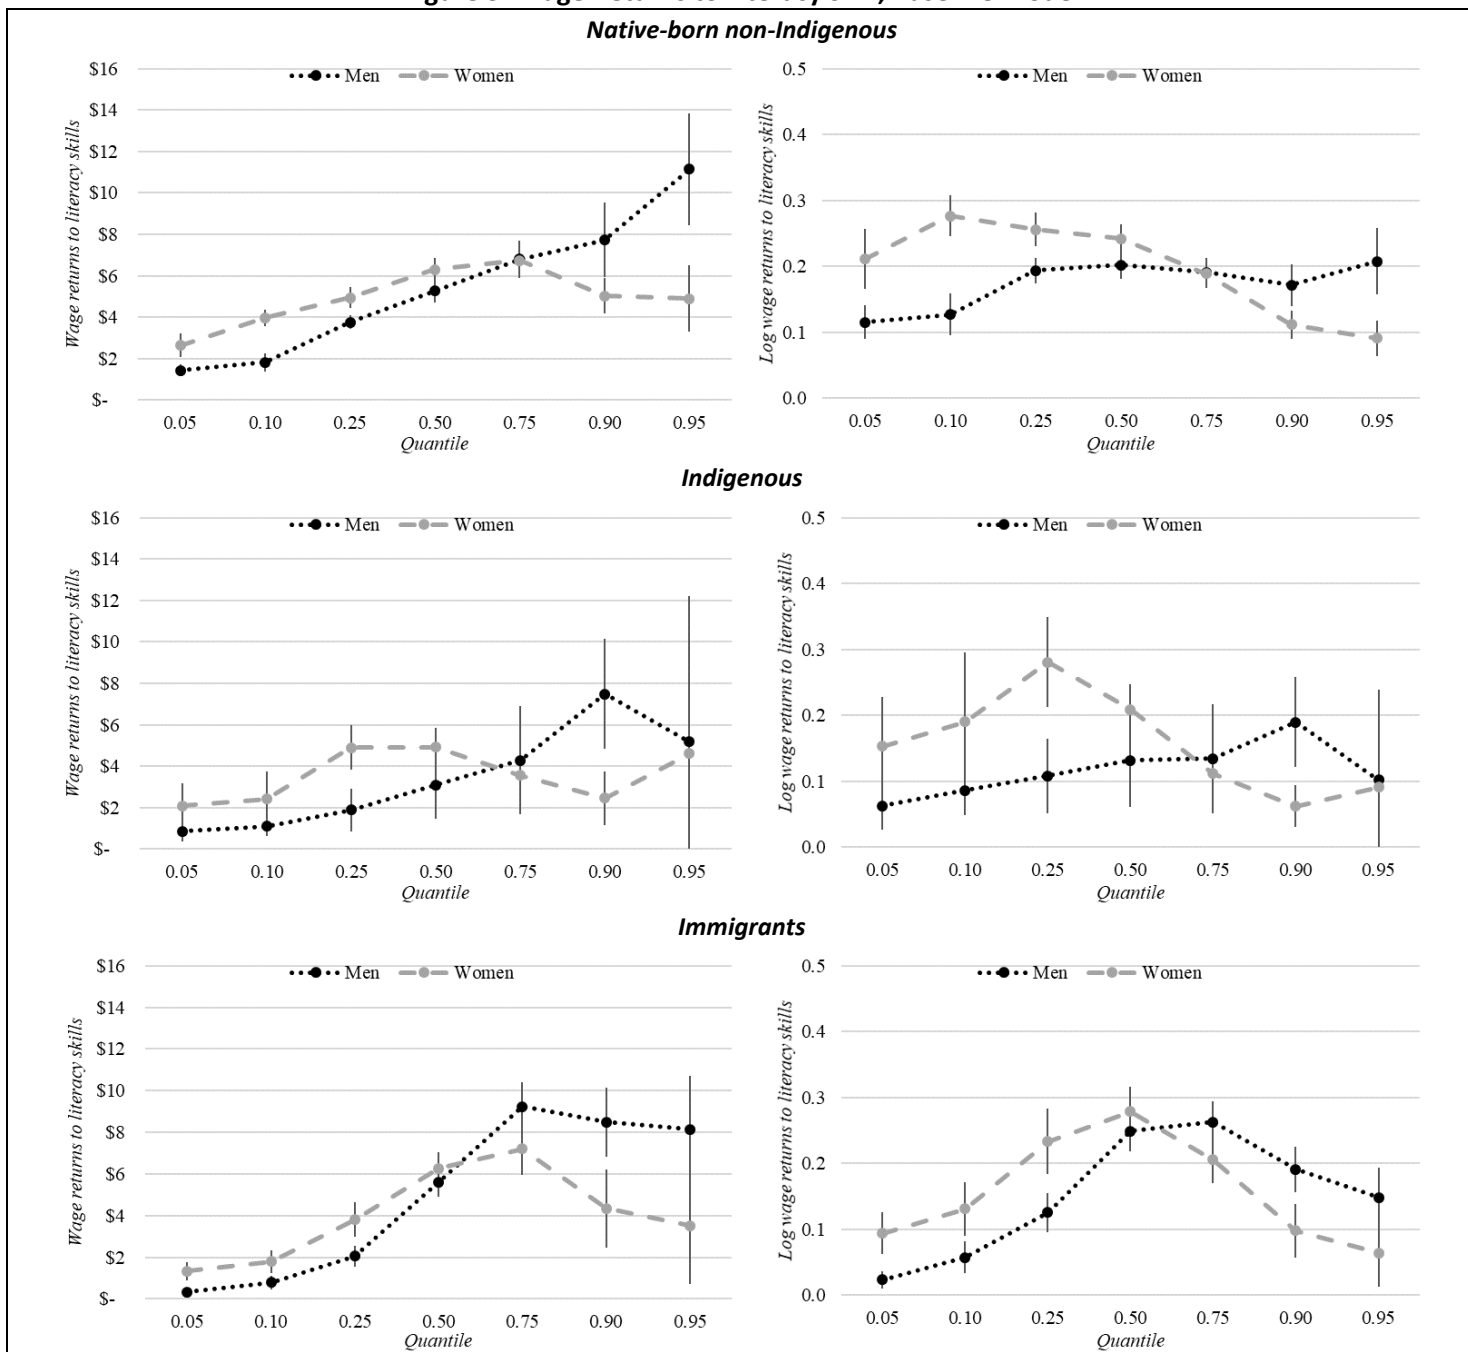 Native-born non-Indigenous
Men Women
$16
$14
$12
$10
$8
$6
$4
$2
$-
Wage returns to literacy skills
0.05 0.10 0.25 0.50 0.75 0.90 0.95
Quantile
Men Women
0.5
0.4
0.3
0.2
0.1
0.0
Log wage returns to literacy skills
0.05 0.10 0.25 0.50 0.75 0.90 0.95
Quantile
Indigenous
Men Women
$16
$14
$12
$10
$8
$6
$4
$2
$-
Wage returns to literacy skills
0.05 0.10 0.25 0.50 0.75 0.90 0.95
Quantile
Men Women
0.5
0.4
0.3
0.2
0.1
0.0
Log wage returns to literacy skills
0.05 0.10 0.25 0.50 0.75 0.90 0.95
Quantile
Immigrants
Men Women
$16
$14
$12
$10
$8
$6
$4
$2
$-
Wage returns to literacy skills
0.05 0.10 0.25 0.50 0.75 0.90 0.95
Quantile
Men Women
0.5
0.4
0.3
0.2
0.1
0.0
Log wage returns to literacy skills
0.05 0.10 0.25 0.50 0.75 0.90 0.95
Quantile